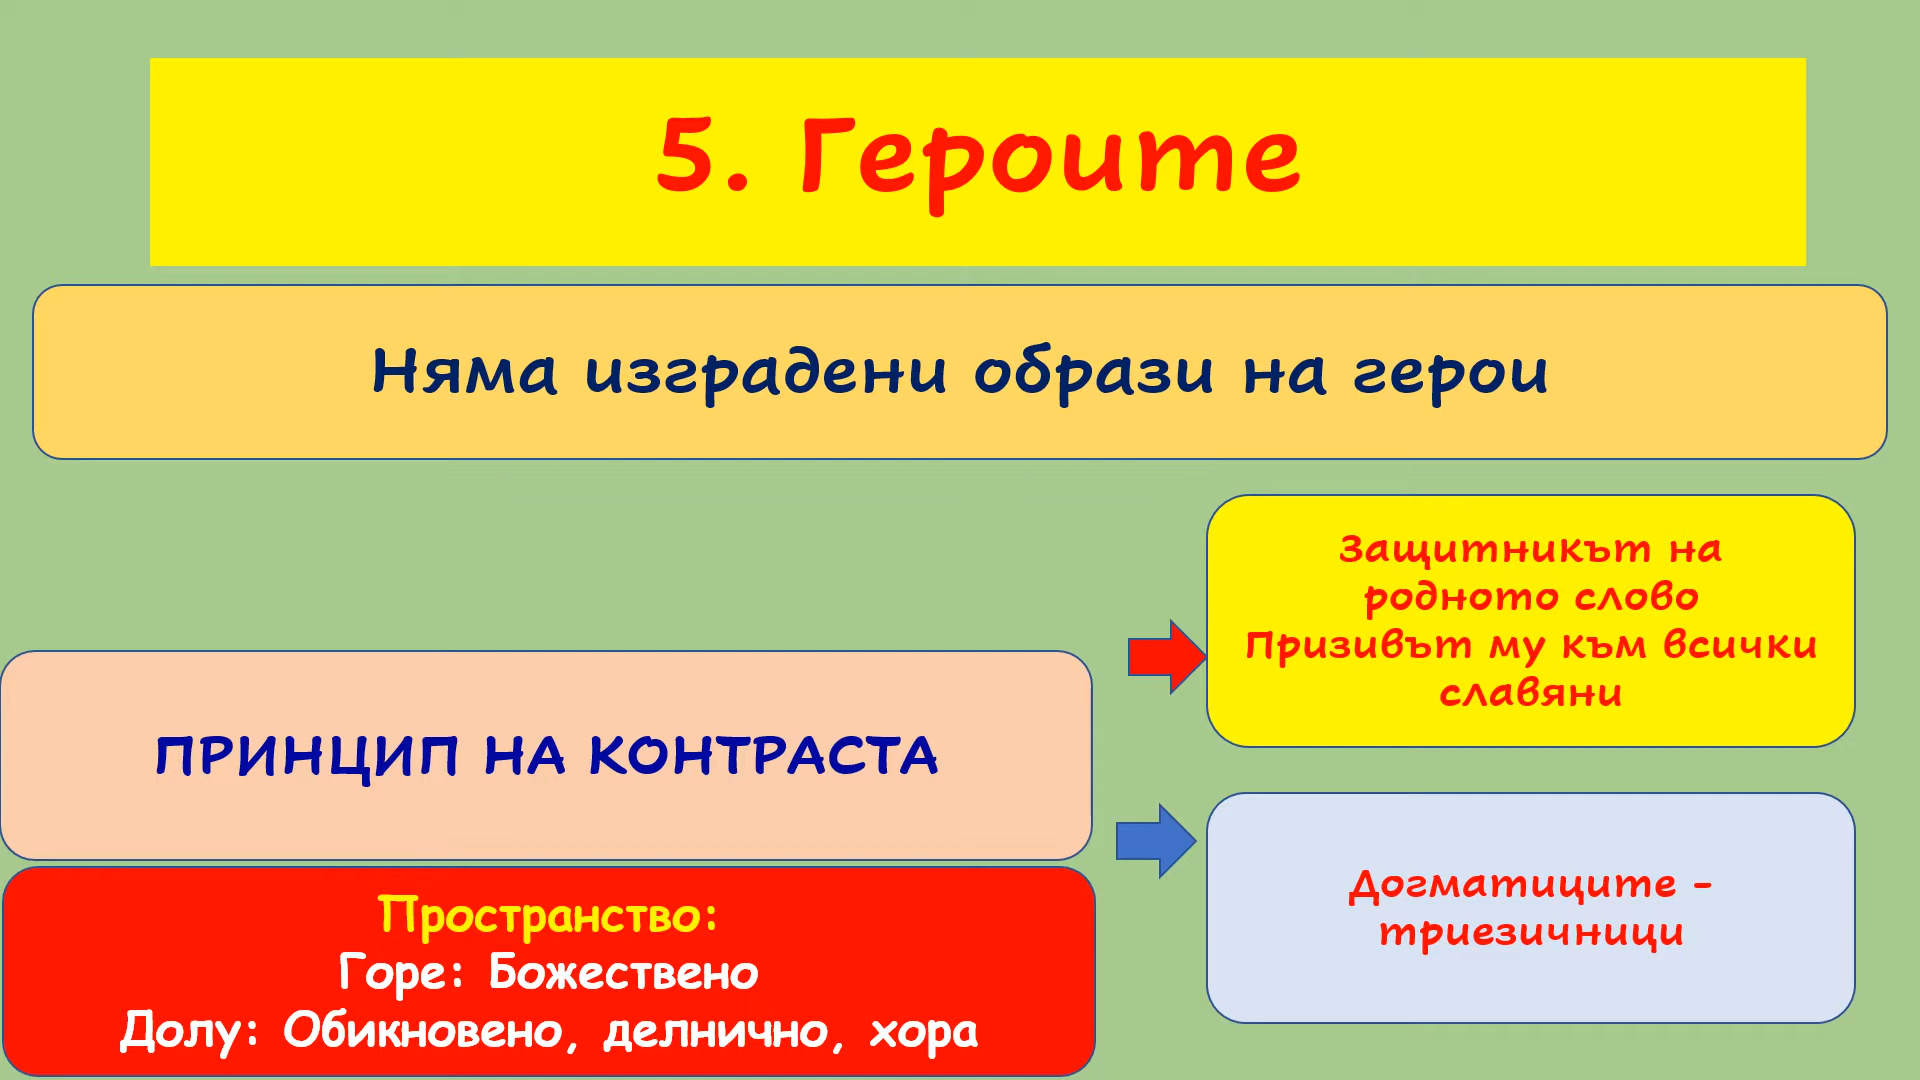 5. Героите
Няма изградени образи на герои
Защитникът на
родното слово
Призивът му към всички
славяни
ПРИНЦИП НА КОНТРАСТА
Догматиците –
триезичници
Пространство:
Горе: Божествено
Долу: Обикновено, делнично, хора